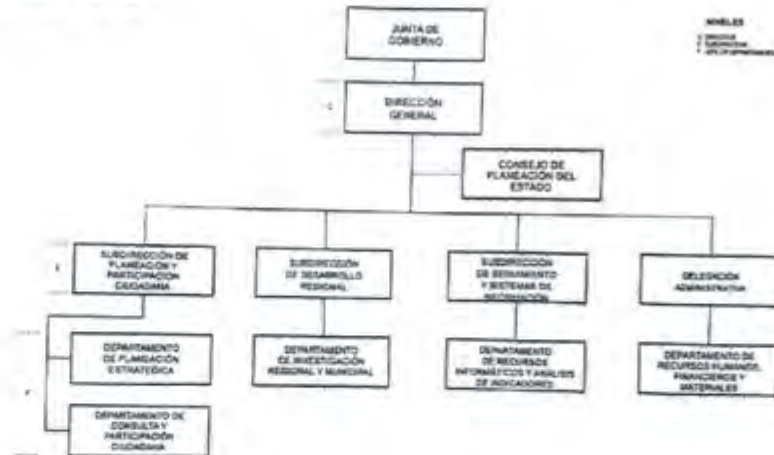 JUNTA DE
GOBIERNO
NIVELES
DIRECCIÓN
GENERAL
CONSEJO DE
PLANEACIÓN DEL
ESTADO
SUBDIRECCIÓN DE
PLANEACIÓN Y
PARTICIPACIÓN
CIUDADANA
SUBDIRECCIÓN
DE DESARROLLO
REGIONAL
SUBDIRECCIÓN
DE SEGUIMIENTO
Y SISTEMAS DE
INFORMACIÓN
DELEGACIÓN
ADMINISTRATIVA
DEPARTAMENTO
DE PLANEACIÓN
ESTRATÉGICA
DEPARTAMENTO
DE INVESTIGACIÓN
REGIONAL Y MUNICIPAL
DEPARTAMENTO
DE RECURSOS
INFORMÁTICOS Y ANÁLISIS
DE INDICADORES
DEPARTAMENTO DE
RECURSOS HUMANOS,
FINANCIEROS Y
MATERIALES
DEPARTAMENTO DE
CONSULTA Y
PARTICIPACIÓN
CIUDADANA